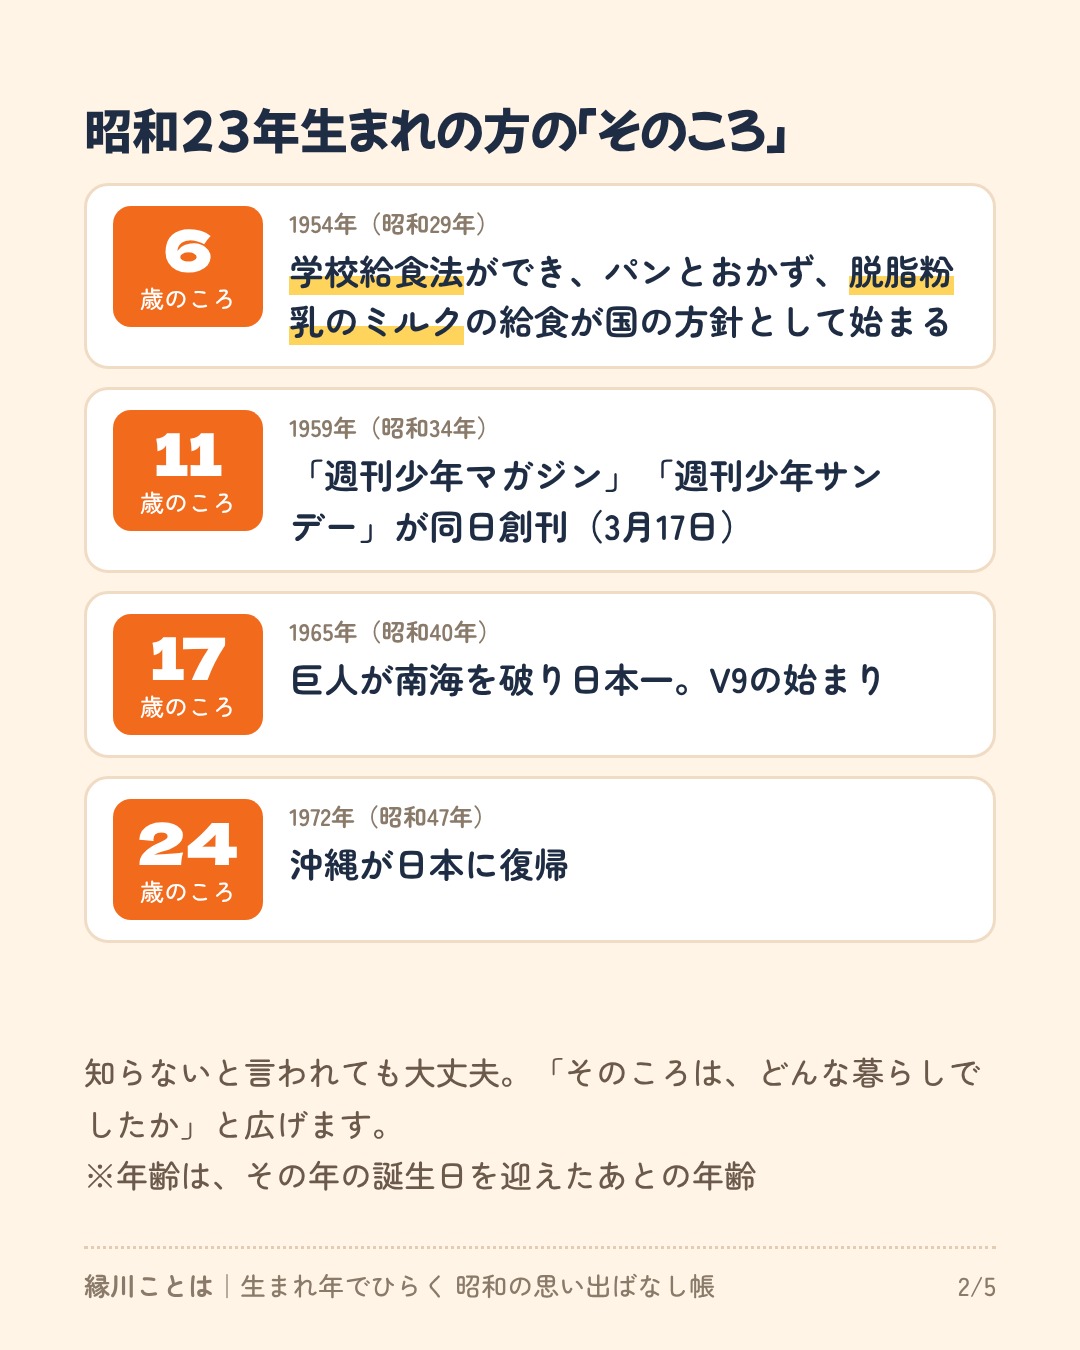 昭和23年生まれの方の「そのころ」
6
歳のころ
1954年（昭和29年）
学校給食法ができ、パンとおかず、脱脂粉
乳のミルクの給食が国の方針として始まる
11
歳のころ
1959年（昭和34年）
「週刊少年マガジン」「週刊少年サン
デー」が同日創刊（3月17日）
17
歳のころ
1965年（昭和40年）
巨人が南海を破り日本一。V9の始まり
24
歳のころ
1972年（昭和47年）
沖縄が日本に復帰
知らないと言われても大丈夫。「そのころは、どんな暮らしで
したか」と広げます。
※年齢は、その年の誕生日を迎えたあとの年齢
縁川ことは｜生まれ年でひらく 昭和の思い出ばなし帳
2/5